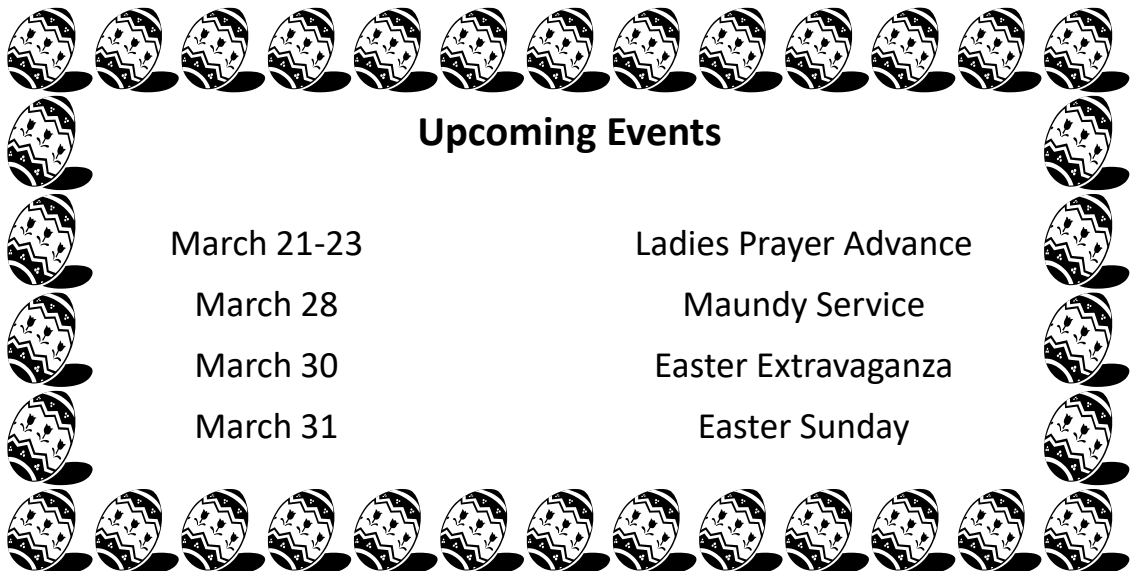 Upcoming Events
March 21-23 Ladies Prayer Advance
March 28 Maundy Service
March 30 Easter Extravaganza
March 31 Easter Sunday